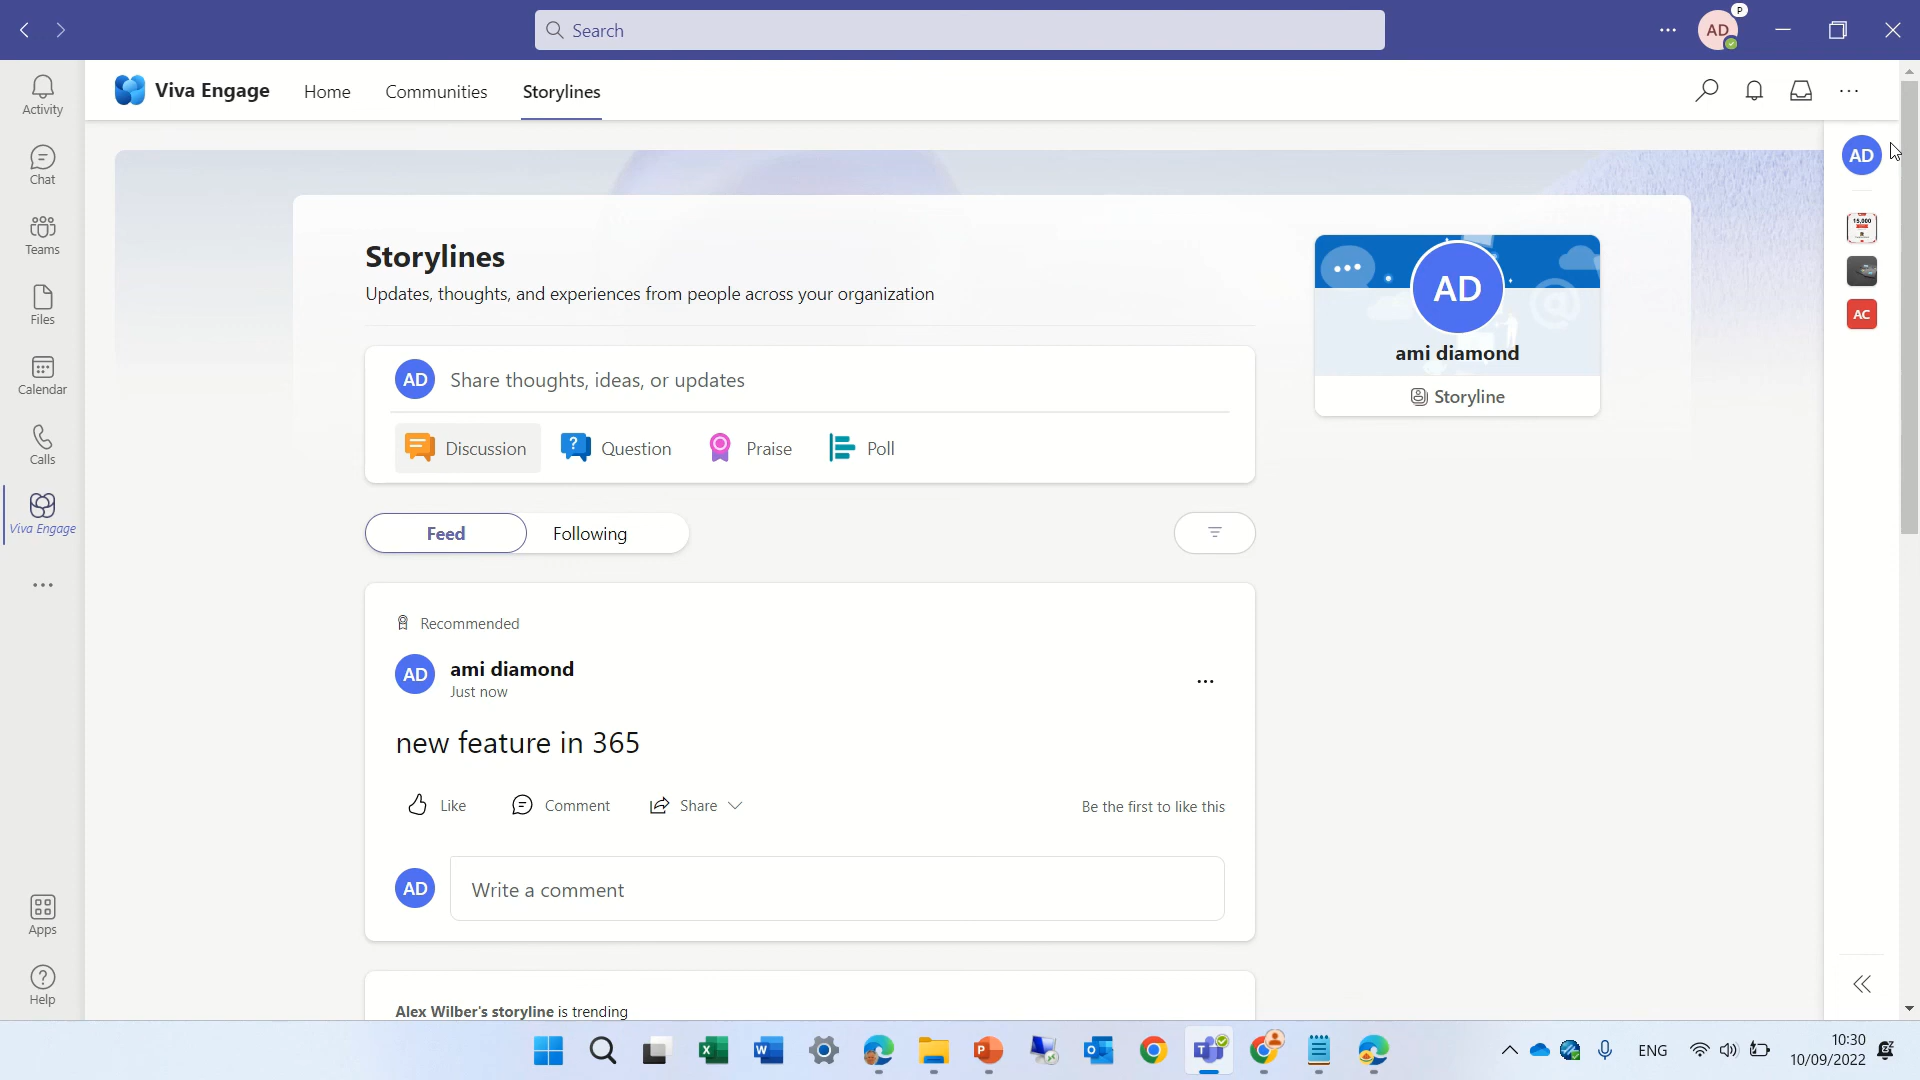 Search
AD
P
Activity
Chat
Teams
Files
Calendar
Calls
Viva Engage
Apps
Help
Viva Engage
Home
Communities
Storylines
AD
15,000
AC
Storylines
Updates, thoughts, and experiences from people across your organization
AD
Share thoughts, ideas, or updates
Discussion
Question
Praise
Poll
AD
ami diamond
Storyline
Feed
Following
Recommended
AD
ami diamond
Just now
new feature in 365
Like
Comment
Share
Be the first to like this
AD
Write a comment
Alex Wilber's storyline is trending
ENG
10:30
10/09/2022